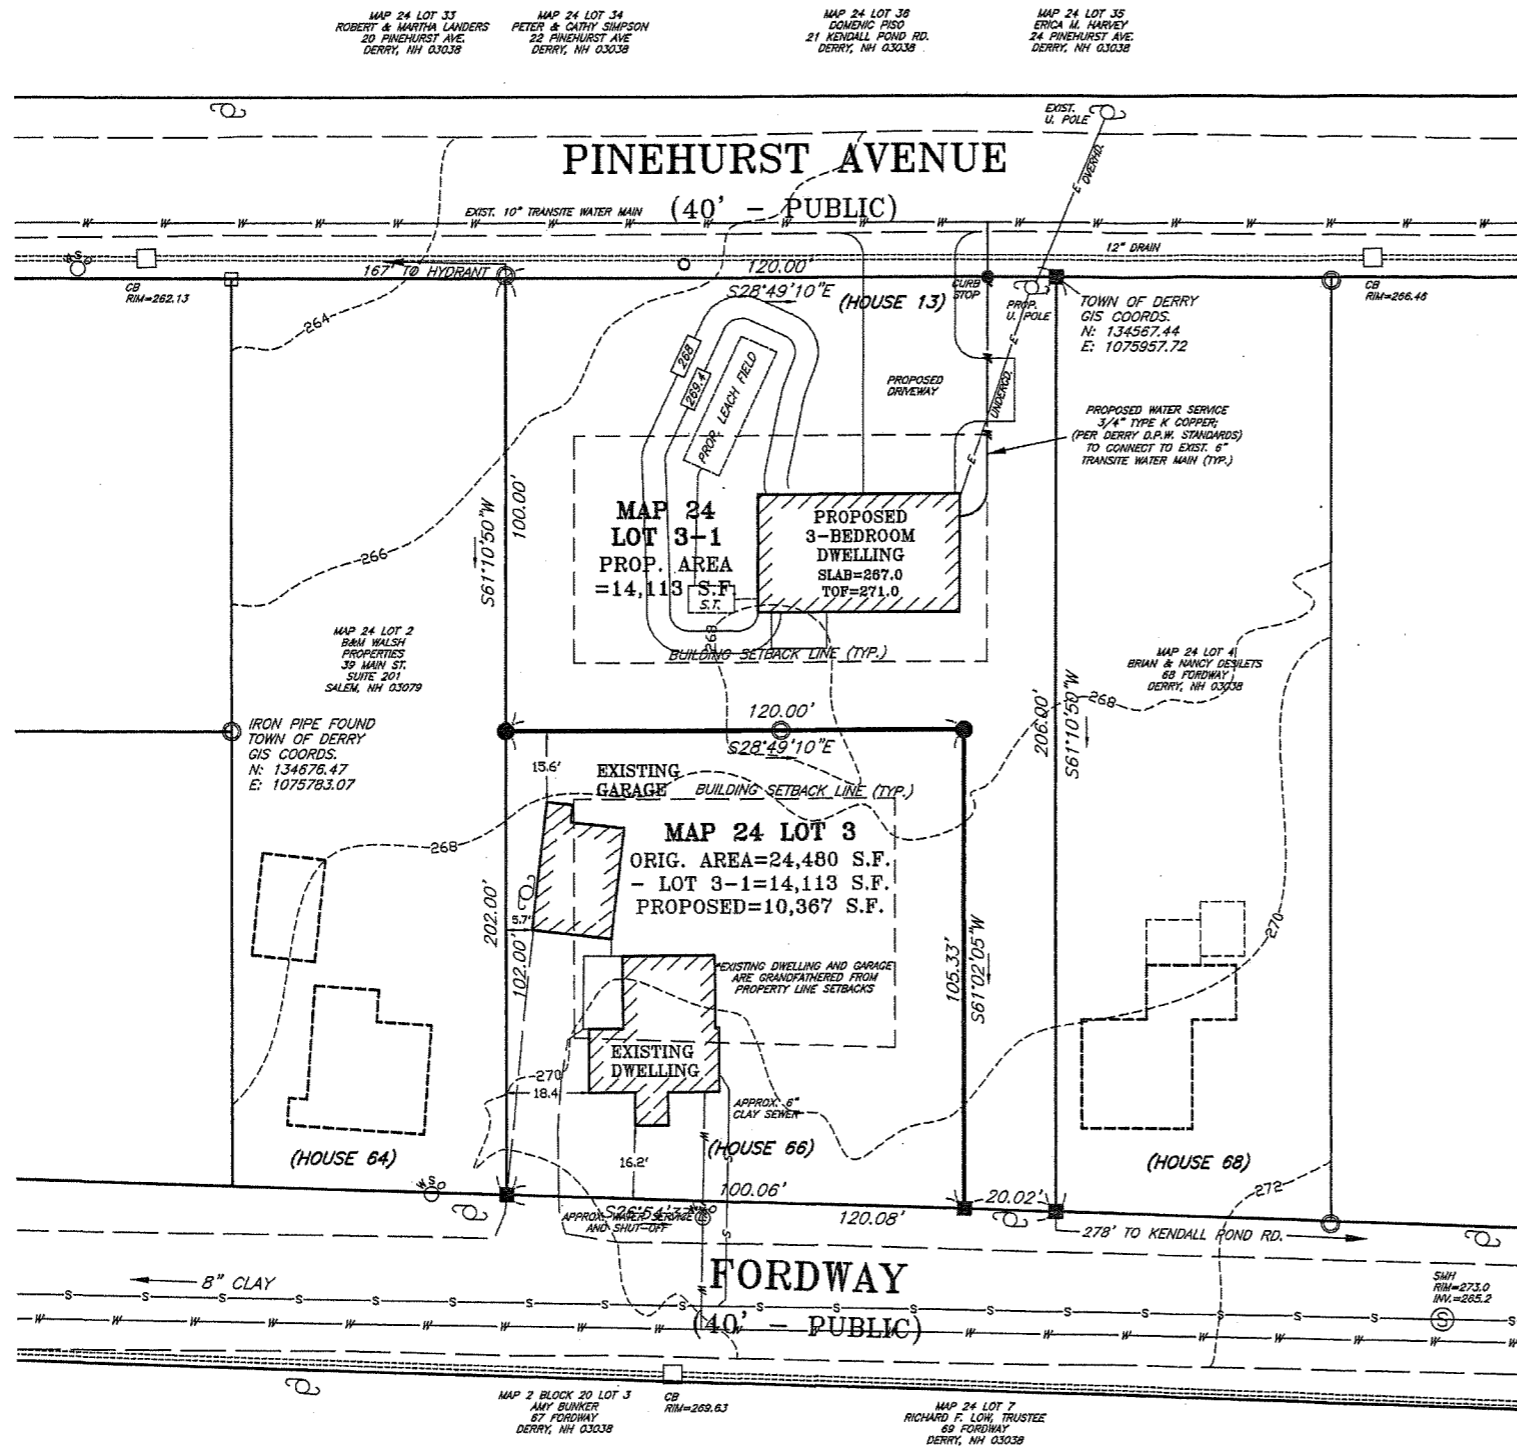 MAP 24 LOT 33
ROBERT & MARTHA LANDERS
20 PINEHURST AVE.
DERRY, NH 03038
MAP 24 LOT 34
PETER & CATHY SIMPSON
22 PINEHURST AVE
DERRY, NH 03038
MAP 24 LOT 36
DOMENIC PISO
21 KENDALL POND RD.
DERRY, NH 03038
MAP 24 LOT 35
ERICA M. HARVEY
24 PINEHURST AVE.
DERRY, NH 03038
EXIST.
U. POLE
PINEHURST AVENUE
(40' - PUBLIC)
EXIST. 10" TRANSITE WATER MAIN
E OVERHD.
12" DRAIN
WSO
167' TO HYDRANT
120.00'
S28°49'10"E
(HOUSE 13)
CURB
STOP
PROP.
U. POLE
CB
RIM=262.13
CB
RIM=266.46
TOWN OF DERRY
GIS COORDS.
N: 134567.44
E: 1075957.72
264
268
269.4
PROP. LEACH FIELD
PROPOSED
DRIVEWAY
UNDERGD.
E
E
PROPOSED WATER SERVICE
3/4" TYPE K COPPER;
(PER DERRY D.P.W. STANDARDS)
TO CONNECT TO EXIST. 6"
TRANSITE WATER MAIN (TYP.)
S61°10'50"W
100.00'
266
MAP 24
LOT 3-1
PROP. AREA
=14,113 S.F.
S.T.
PROPOSED
3-BEDROOM
DWELLING
SLAB=267.0
TOF=271.0
268
BUILDING SETBACK LINE (TYP.)
MAP 24 LOT 2
B&M WALSH
PROPERTIES
39 MAIN ST.
SUITE 201
SALEM, NH 03079
MAP 24 LOT 4
BRIAN & NANCY DESILETS
68 FORDWAY
DERRY, NH 03038
206.00'
S61°10'50"W
268
IRON PIPE FOUND
TOWN OF DERRY
GIS COORDS.
N: 134676.47
E: 1075783.07
120.00'
S28°49'10"E
15.6'
EXISTING
GARAGE
BUILDING SETBACK LINE (TYP.)
268
MAP 24 LOT 3
ORIG. AREA=24,480 S.F.
- LOT 3-1=14,113 S.F.
PROPOSED=10,367 S.F.
202.00'
102.00'
5.7'
*EXISTING DWELLING AND GARAGE
ARE GRANDFATHERED FROM
PROPERTY LINE SETBACKS
105.33'
S61°02'05"W
270
EXISTING
DWELLING
270
18.4'
APPROX. 6"
CLAY SEWER
(HOUSE 64)
(HOUSE 66)
(HOUSE 68)
16.2'
272
WSO
100.06'
20.02'
APPROX. WATER SERVICE
AND SHUT-OFF
120.08'
278' TO KENDALL POND RD.
FORDWAY
(40' - PUBLIC)
8" CLAY
SMH
RIM=273.0
INV.=265.2
S
MAP 2 BLOCK 20 LOT 3
AMY BUNKER
67 FORDWAY
DERRY, NH 03038
CB
RIM=269.63
MAP 24 LOT 7
RICHARD F. LOW, TRUSTEE
69 FORDWAY
DERRY, NH 03038